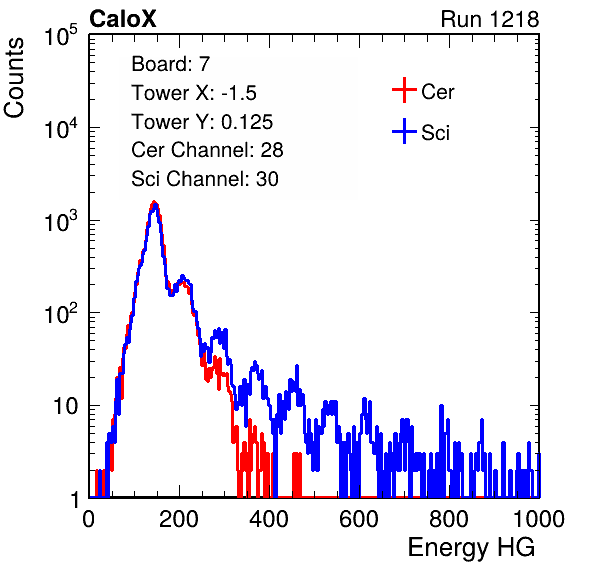 CaloX Run 1218
Counts
Board: 7
Tower X: -1.5
Tower Y: 0.125
Cer Channel: 28
Sci Channel: 30
Cer
Sci
10^5
10^4
10^3
10^2
10
1
0 200 400 600 800 1000
Energy HG